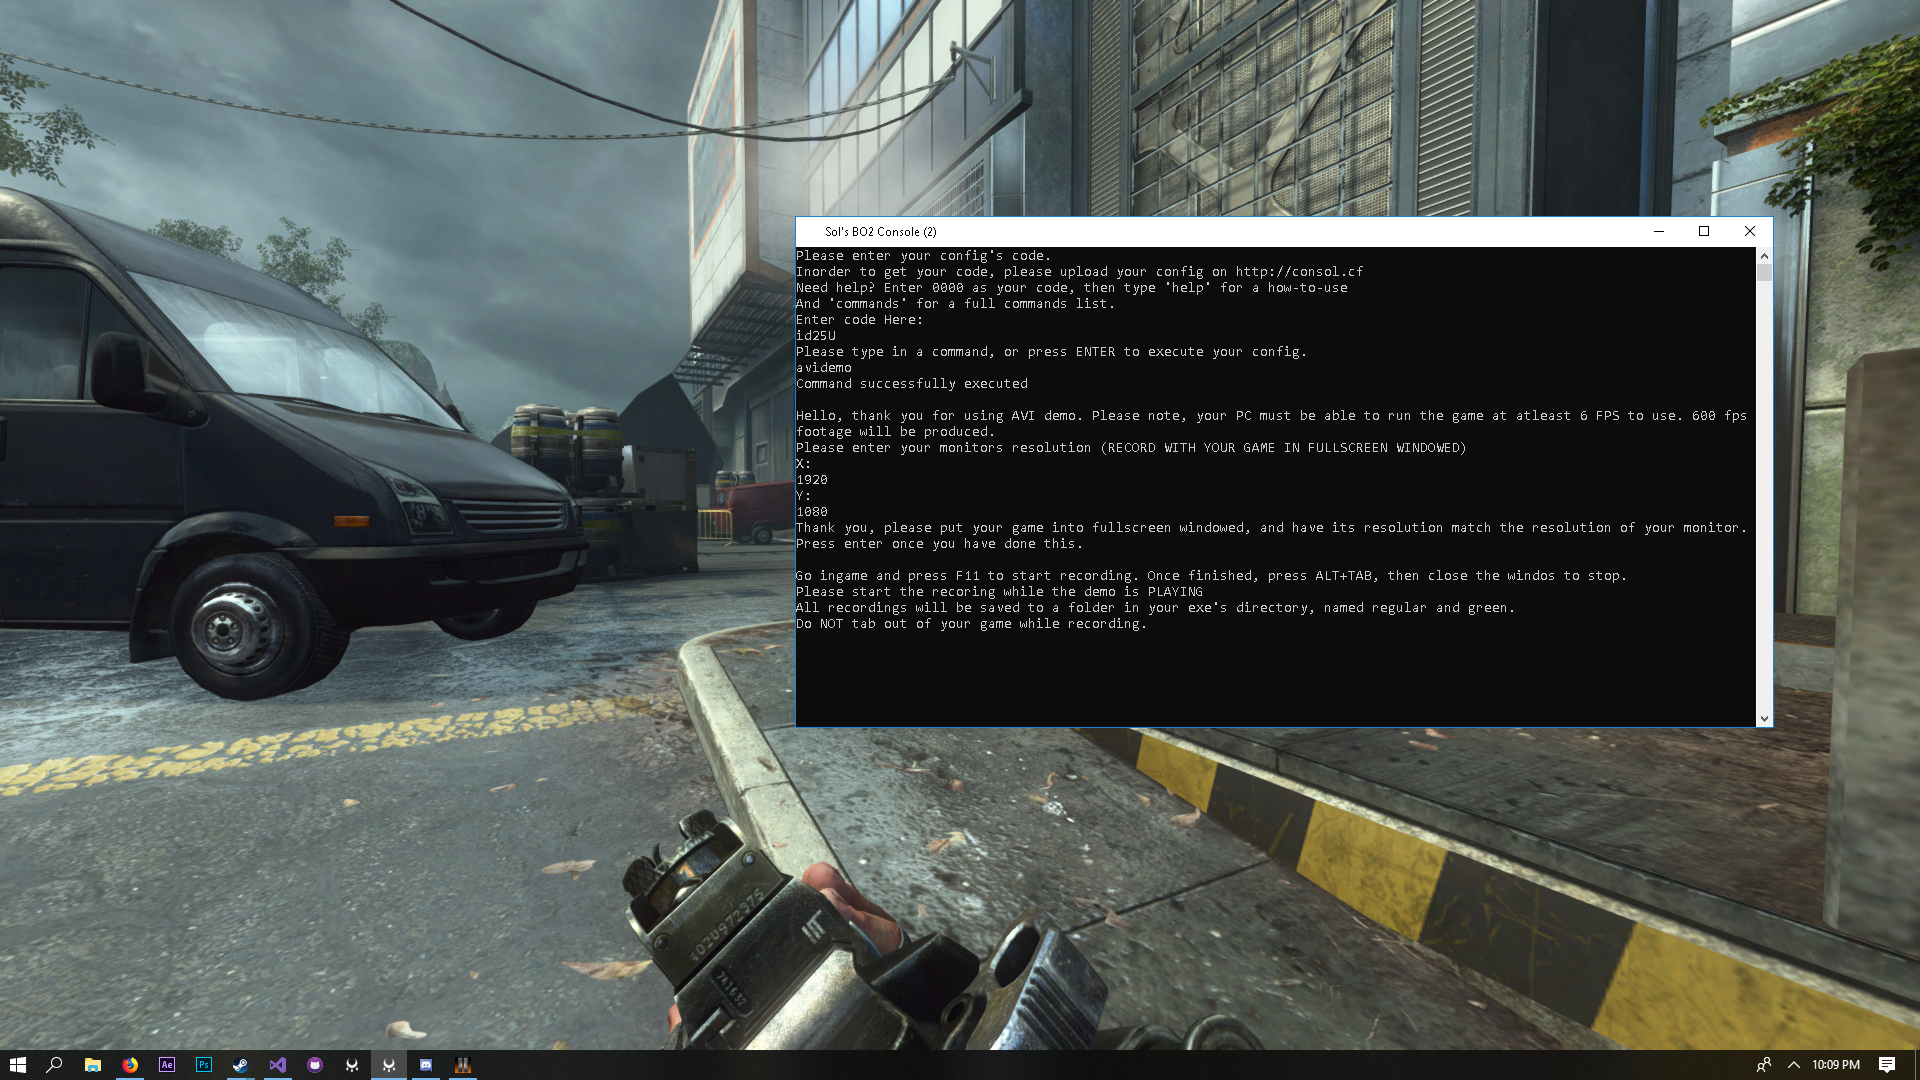 Sol's BO2 Console (2)
Please enter your config's code.
Inorder to get your code, please upload your config on http://consol.cf
Need help? Enter 0000 as your code, then type 'help' for a how-to-use
And 'commands' for a full commands list.
Enter code Here:
id25U
Please type in a command, or press ENTER to execute your config.
avidemo
Command successfully executed
Hello, thank you for using AVI demo. Please note, your PC must be able to run the game at atleast 6 FPS to use. 600 fps
footage will be produced.
Please enter your monitors resolution (RECORD WITH YOUR GAME IN FULLSCREEN WINDOWED)
X:
1920
Y:
1080
Thank you, please put your game into fullscreen windowed, and have its resolution match the resolution of your monitor.
Press enter once you have done this.
Go ingame and press F11 to start recording. Once finished, press ALT+TAB, then close the windos to stop.
Please start the recoring while the demo is PLAYING
All recordings will be saved to a folder in your exe's directory, named regular and green.
Do NOT tab out of your game while recording.
4020972975
741632
Ae
Ps
10:09 PM